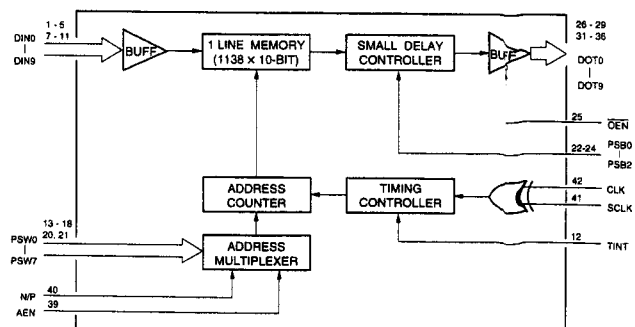 DIN0
DIN9
1 - 5
7 - 11
BUFF
1 LINE MEMORY
(1138 × 10-BIT)
SMALL DELAY
CONTROLLER
BUFF
26 - 29
31 - 36
DOT0
DOT9
25
OEN
22-24
PSB0
PSB2
ADDRESS
COUNTER
TIMING
CONTROLLER
42
CLK
41
SCLK
12
TINT
13 - 18
20, 21
PSW0
PSW7
ADDRESS
MULTIPLEXER
N/P
40
AEN
39